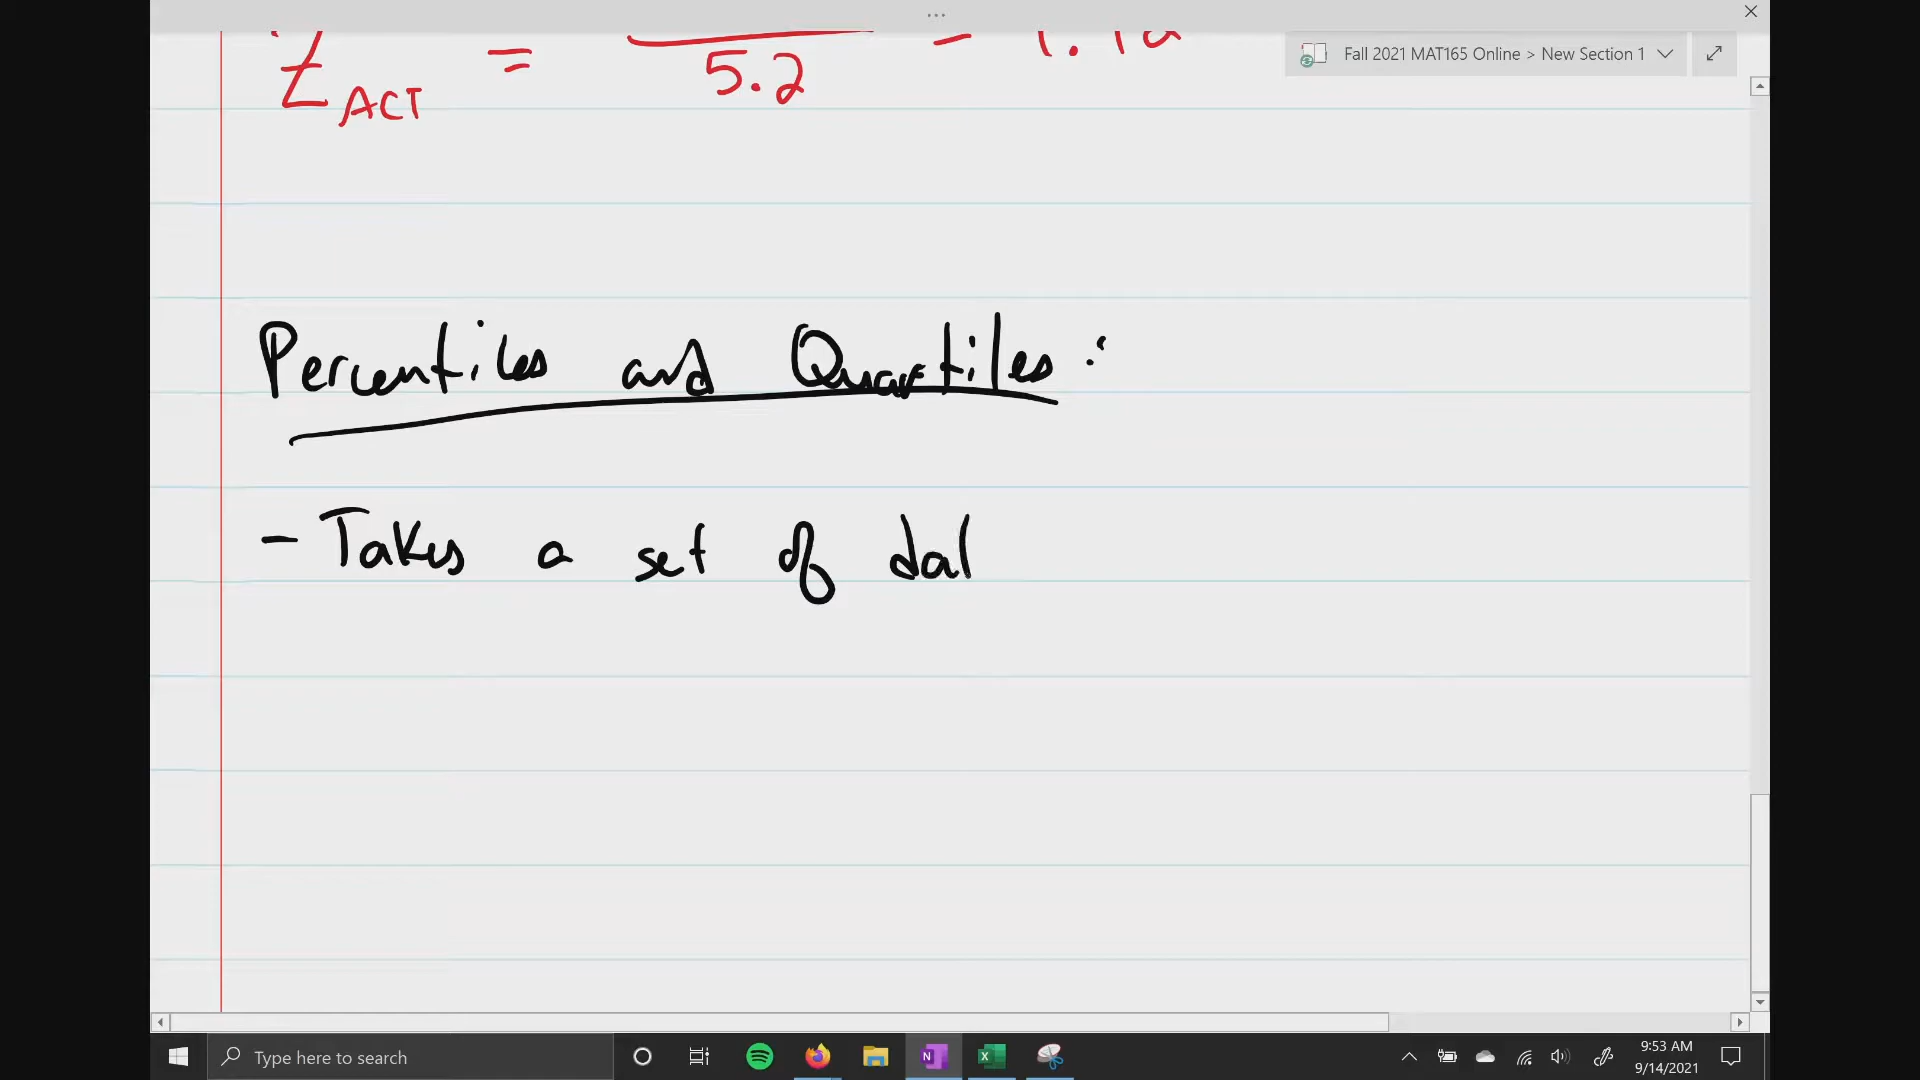 Fall 2021 MAT165 Online > New Section 1
Z ACT = 5.2 =
Percentiles and Quartiles :
- Takes a set of dat
Type here to search
9:53 AM
9/14/2021